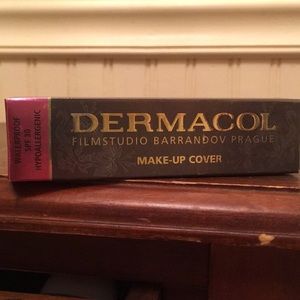 WATERPROOF
SPF 30
HYPOALLERGENIC
DERMACOL
FILMSTUDIO BARRANDOV PRAGUE
MAKE-UP COVER